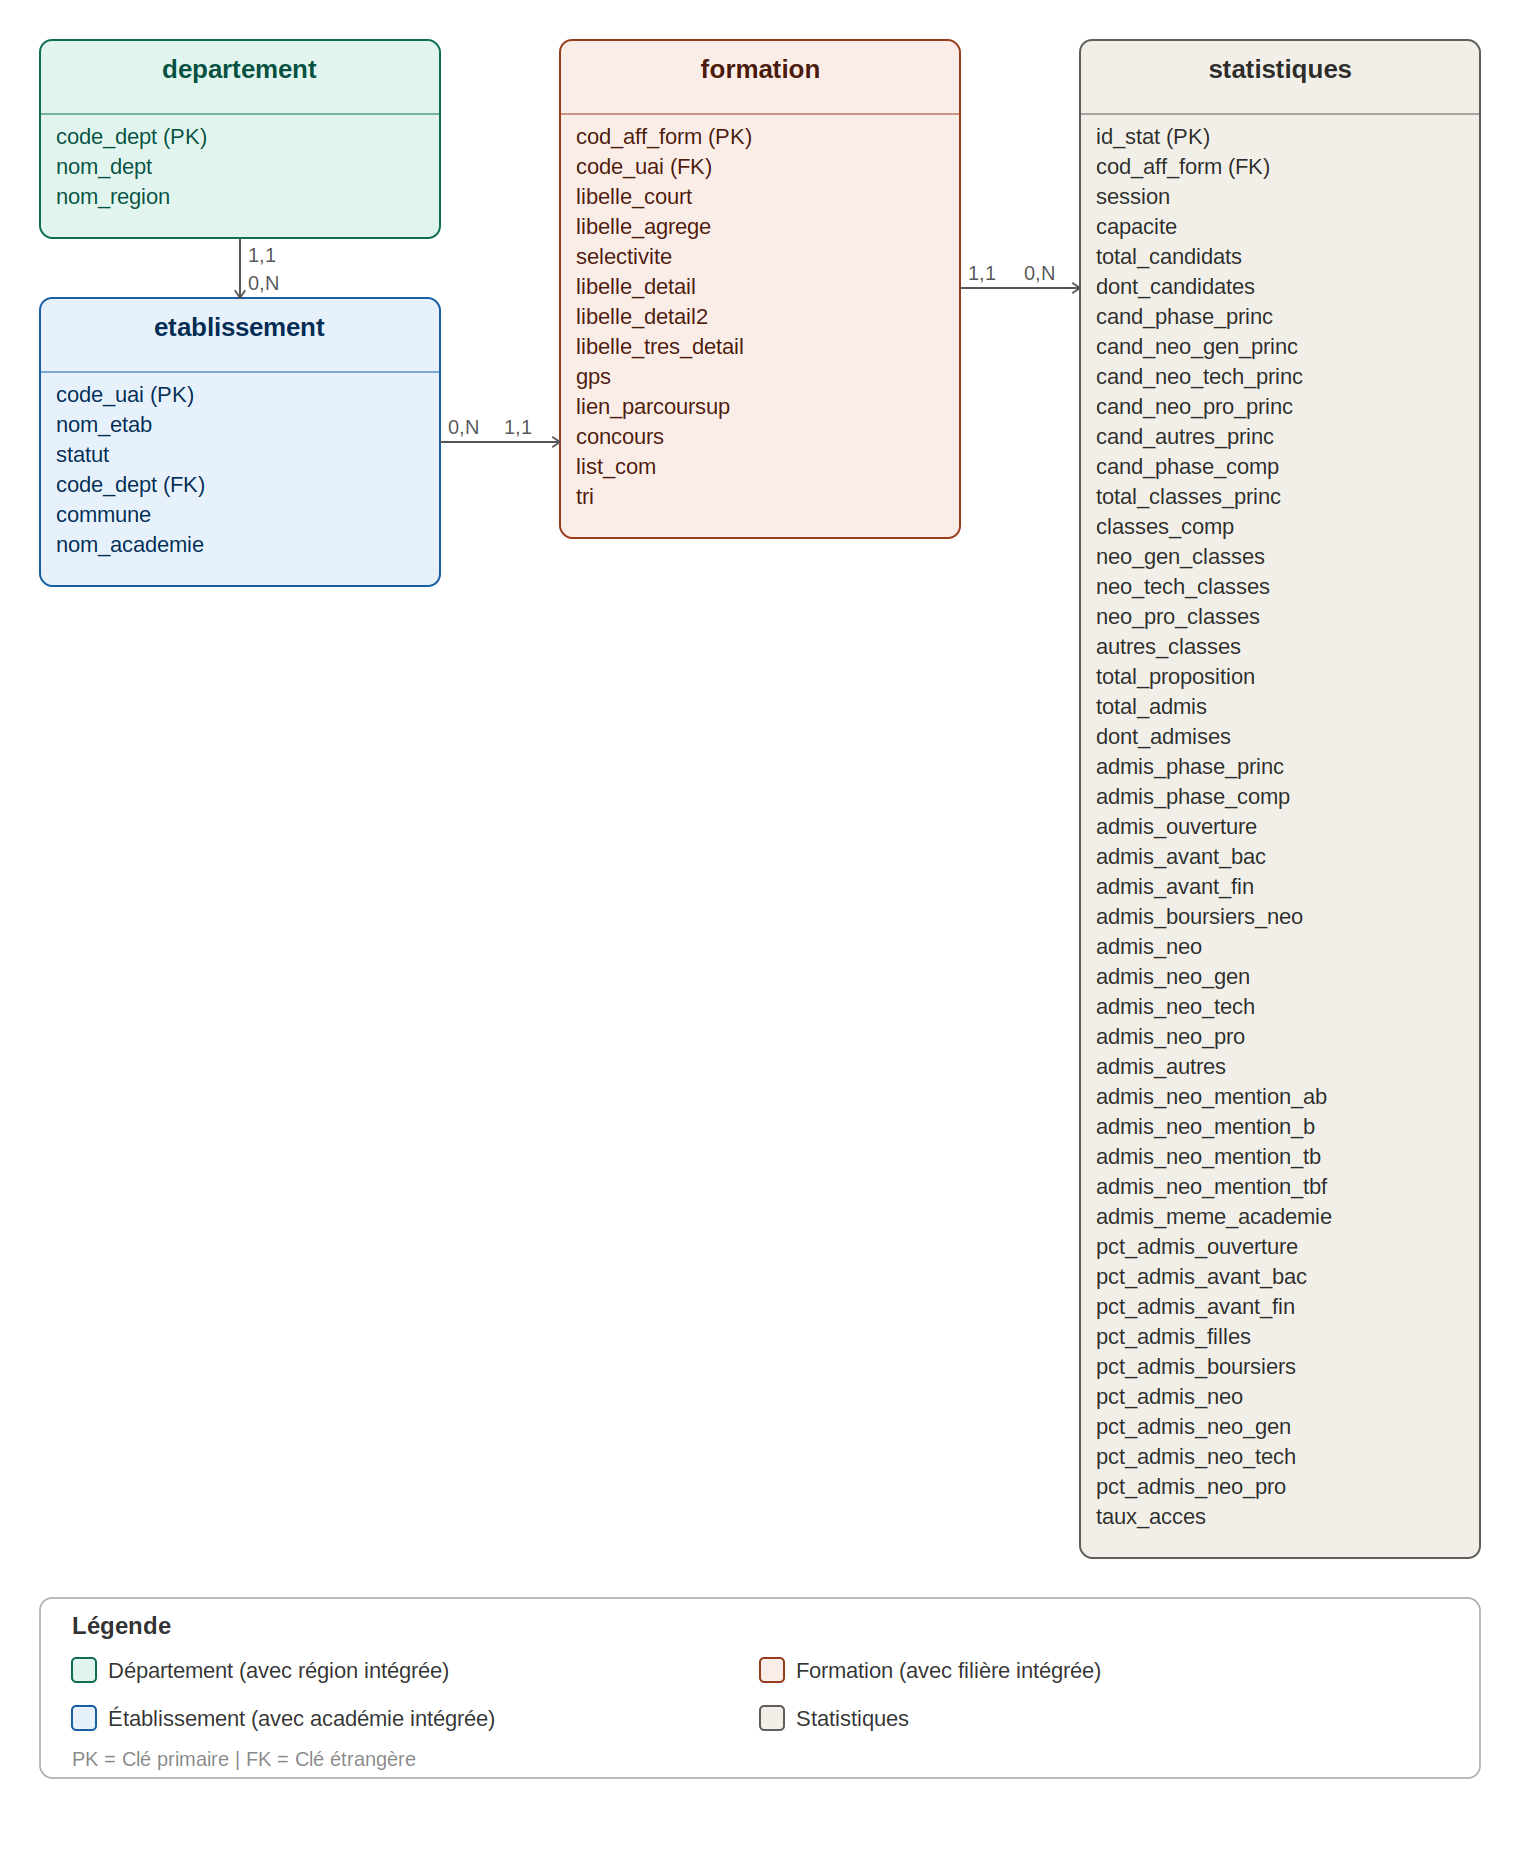 departement
code_dept (PK)
nom_dept
nom_region
1,1
0,N
etablissement
code_uai (PK)
nom_etab
statut
code_dept (FK)
commune
nom_academie
0,N 1,1
formation
cod_aff_form (PK)
code_uai (FK)
libelle_court
libelle_agrege
selectivite
libelle_detail
libelle_detail2
libelle_tres_detail
gps
lien_parcoursup
concours
list_com
tri
1,1 0,N
statistiques
id_stat (PK)
cod_aff_form (FK)
session
capacite
total_candidats
dont_candidates
cand_phase_princ
cand_neo_gen_princ
cand_neo_tech_princ
cand_neo_pro_princ
cand_autres_princ
cand_phase_comp
total_classes_princ
classes_comp
neo_gen_classes
neo_tech_classes
neo_pro_classes
autres_classes
total_proposition
total_admis
dont_admises
admis_phase_princ
admis_phase_comp
admis_ouverture
admis_avant_bac
admis_avant_fin
admis_boursiers_neo
admis_neo
admis_neo_gen
admis_neo_tech
admis_neo_pro
admis_autres
admis_neo_mention_ab
admis_neo_mention_b
admis_neo_mention_tb
admis_neo_mention_tbf
admis_meme_academie
pct_admis_ouverture
pct_admis_avant_bac
pct_admis_avant_fin
pct_admis_filles
pct_admis_boursiers
pct_admis_neo
pct_admis_neo_gen
pct_admis_neo_tech
pct_admis_neo_pro
taux_acces
Légende
Département (avec région intégrée)
Formation (avec filière intégrée)
Établissement (avec académie intégrée)
Statistiques
PK = Clé primaire | FK = Clé étrangère